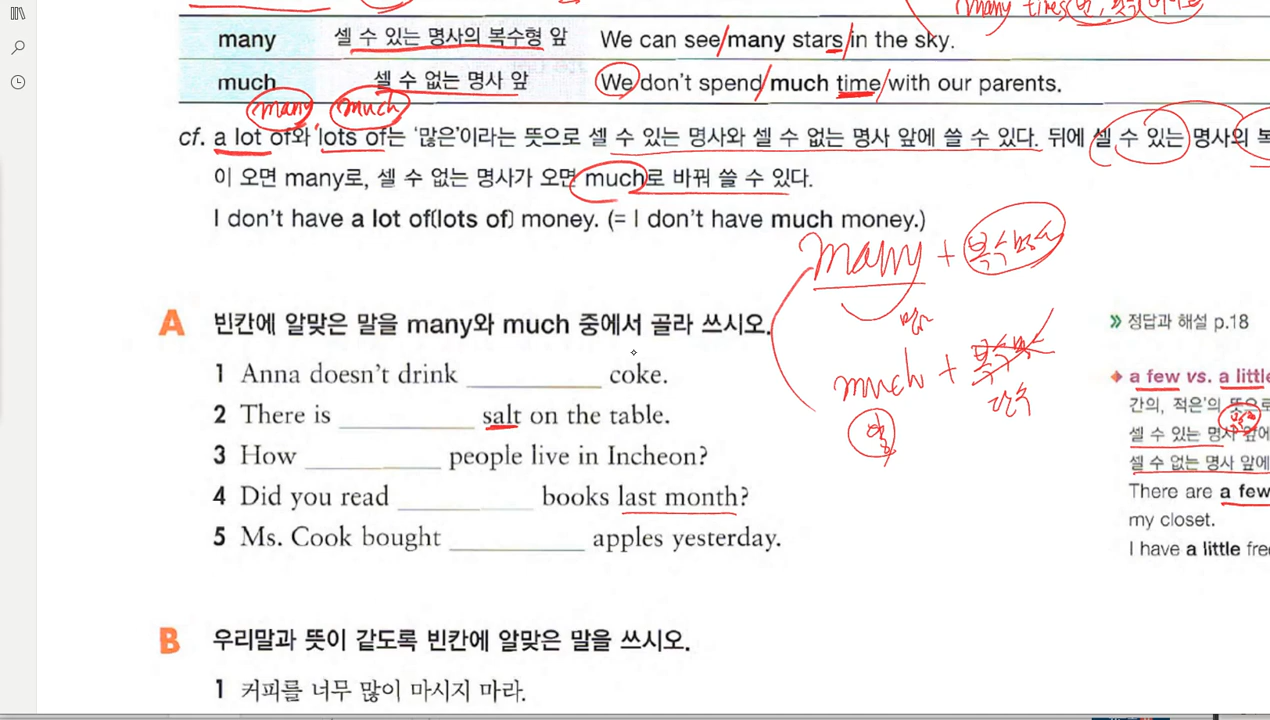 (many
many 셀 수 있는 명사의 복수형 앞 We can see/many stars/in the sky.
much 셀 수 없는 명사 앞 We don't spend/much time/with our parents.
many much
cf. a lot of와 lots of는 '많은'이라는 뜻으로 셀 수 있는 명사와 셀 수 없는 명사 앞에 쓸 수 있다. 뒤에 셀 수 있는 명사의 복
이 오면 many로, 셀 수 없는 명사가 오면 much로 바꿔 쓸 수 있다.
I don't have a lot of(lots of) money. (= I don't have much money.)
many + 복수명사
much + 복수명사
단수
A 빈칸에 알맞은 말을 many와 much 중에서 골라 쓰시오.
1 Anna doesn't drink __________ coke.
2 There is __________ salt on the table.
3 How __________ people live in Incheon?
4 Did you read __________ books last month?
5 Ms. Cook bought __________ apples yesterday.
B 우리말과 뜻이 같도록 빈칸에 알맞은 말을 쓰시오.
1 커피를 너무 많이 마시지 마라.
» 정답과 해설 p.18
a few vs. a little
간의, 적은'의 뜻으로
셀 수 있는 명사 앞에
셀 수 없는 명사 앞에
There are a few
my closet.
I have a little fre